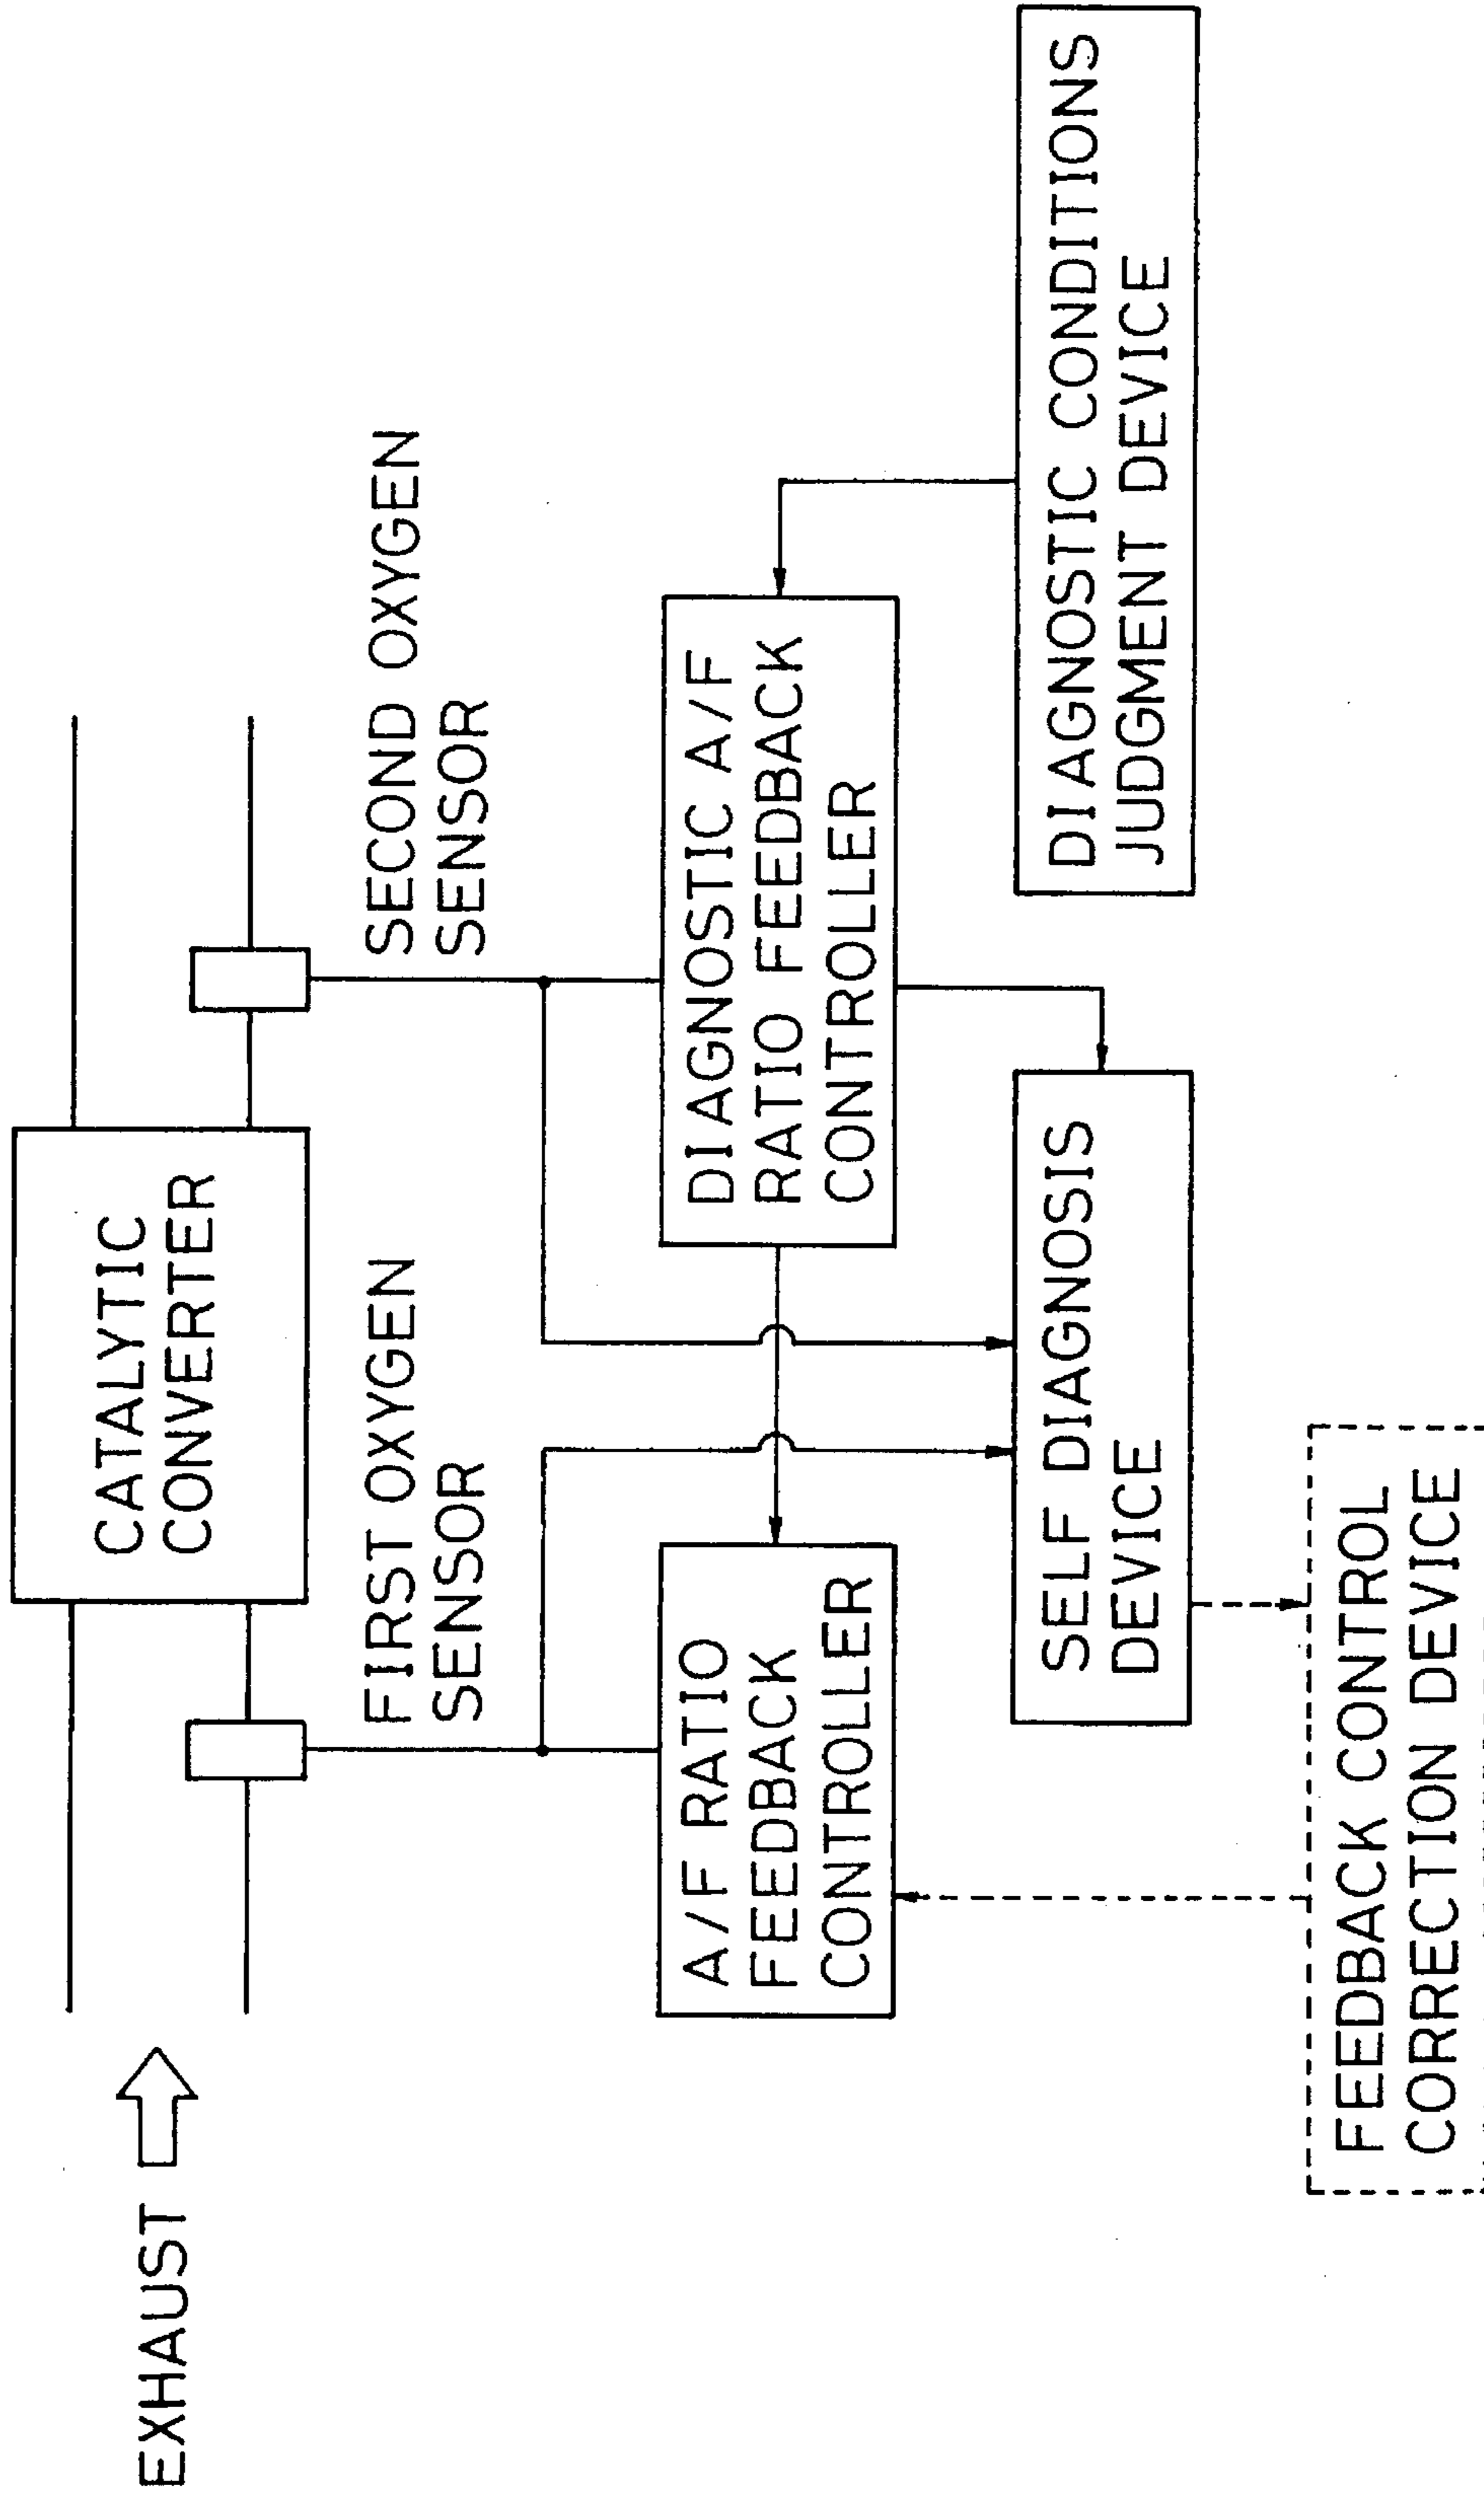 EXHAUST
CATALYTIC
CONVERTER
FIRST OXYGEN
SENSOR
SECOND OXYGEN
SENSOR
A/F RATIO
FEEDBACK
CONTROLLER
DIAGNOSTIC A/F
RATIO FEEDBACK
CONTROLLER
SELF DIAGNOSIS
DEVICE
DIAGNOSTIC CONDITIONS
JUDGMENT DEVICE
FEEDBACK CONTROL
CORRECTION DEVICE